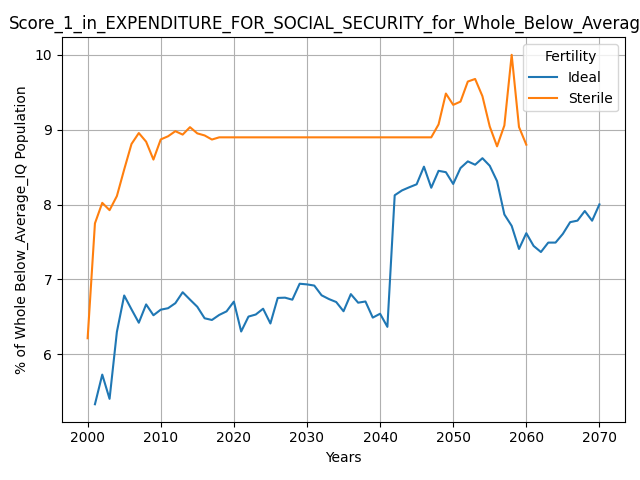 Score_1_in_EXPENDITURE_FOR_SOCIAL_SECURITY_for_Whole_Below_Averag
% of Whole Below_Average_IQ Population
10
9
8
7
6
Fertility
Ideal
Sterile
2000 2010 2020 2030 2040 2050 2060 2070
Years